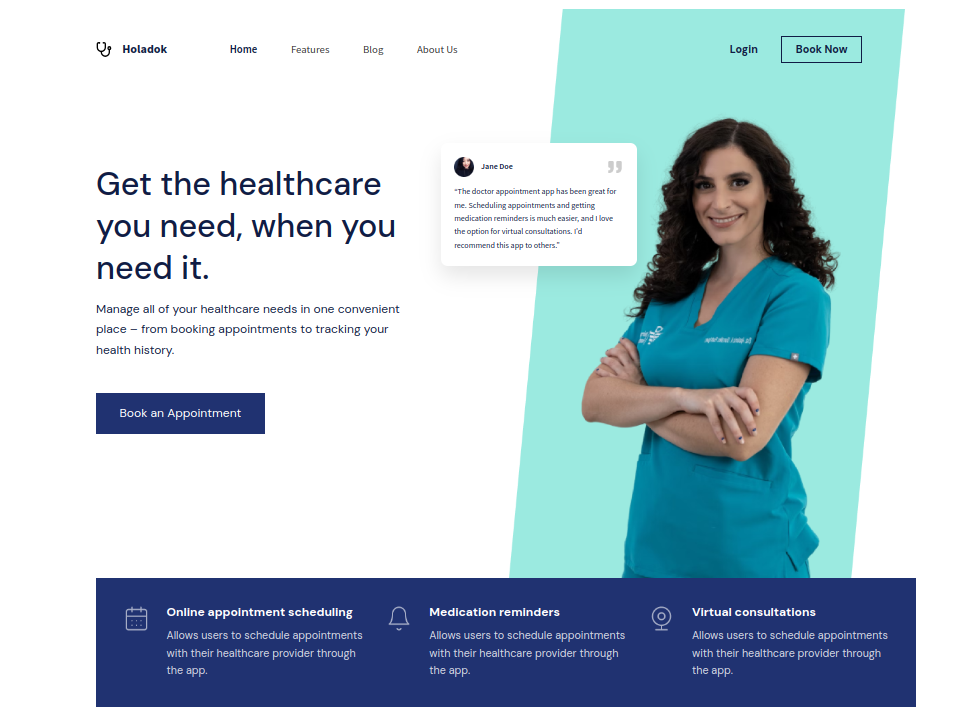 Holadok
Home
Features
Blog
About Us
Login
Book Now
Get the healthcare
you need, when you
need it.
Manage all of your healthcare needs in one convenient
place – from booking appointments to tracking your
health history.
Book an Appointment
Jane Doe
“The doctor appointment app has been great for
me. Scheduling appointments and getting
medication reminders is much easier, and I love
the option for virtual consultations. I'd
recommend this app to others.”
Online appointment scheduling
Allows users to schedule appointments
with their healthcare provider through
the app.
Medication reminders
Allows users to schedule appointments
with their healthcare provider through
the app.
Virtual consultations
Allows users to schedule appointments
with their healthcare provider through
the app.